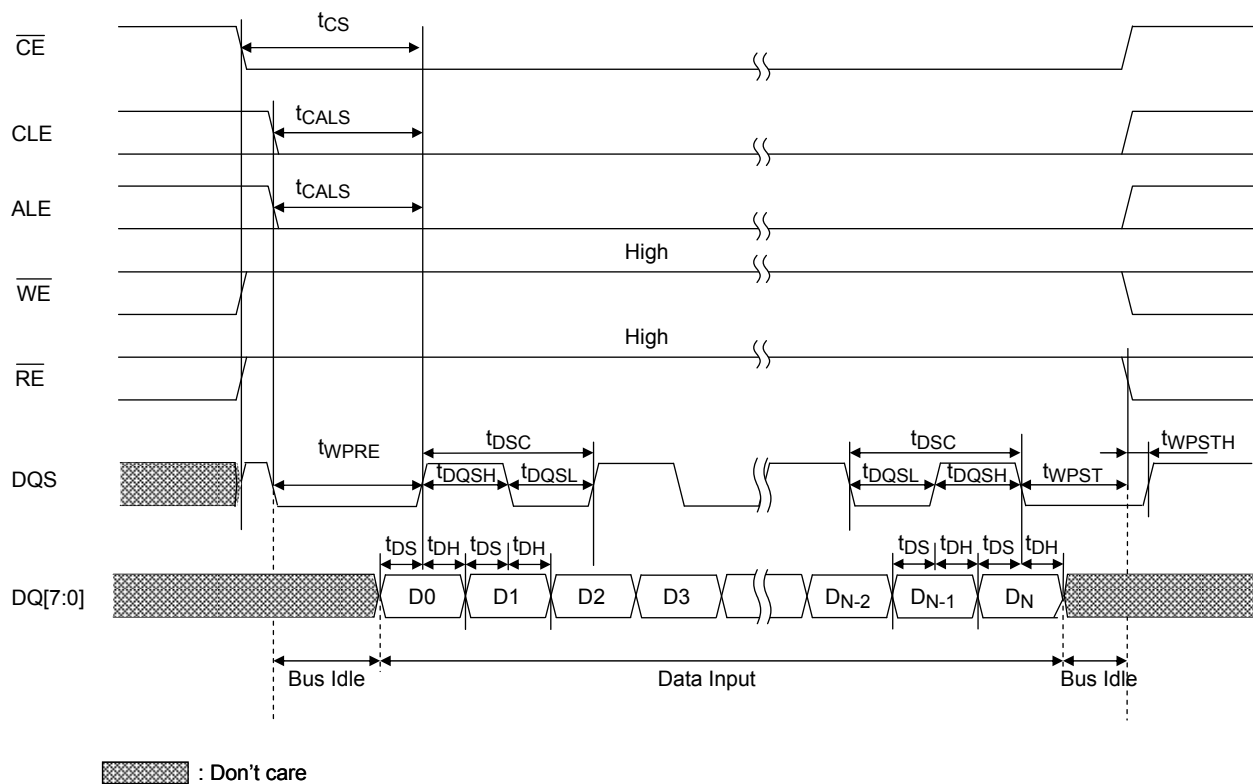 tCS
CE
tCALS
CLE
tCALS
ALE
High
WE
High
RE
tWPRE
tDSC
tDSC
tWPSTH
DQS
tDQSH
tDQSL
tDQSL
tDQSH
tWPST
tDS
tDH
tDS
tDH
tDS
tDH
tDS
tDH
DQ[7:0]
D0
D1
D2
D3
DN-2
DN-1
DN
Bus Idle
Data Input
Bus Idle
: Don't care